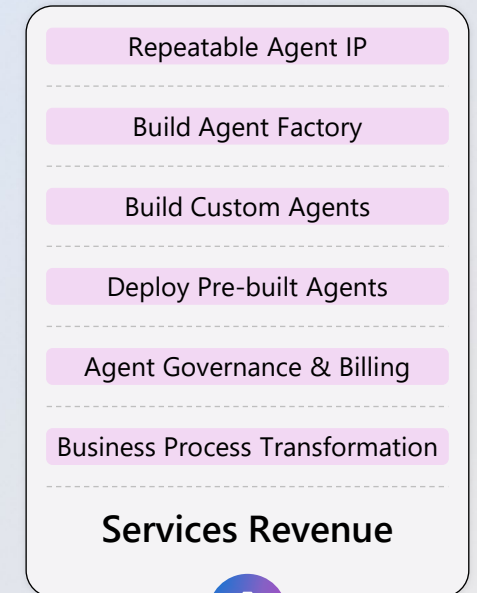 Repeatable Agent IP
Build Agent Factory
Build Custom Agents
Deploy Pre-built Agents
Agent Governance & Billing
Business Process Transformation
Services Revenue